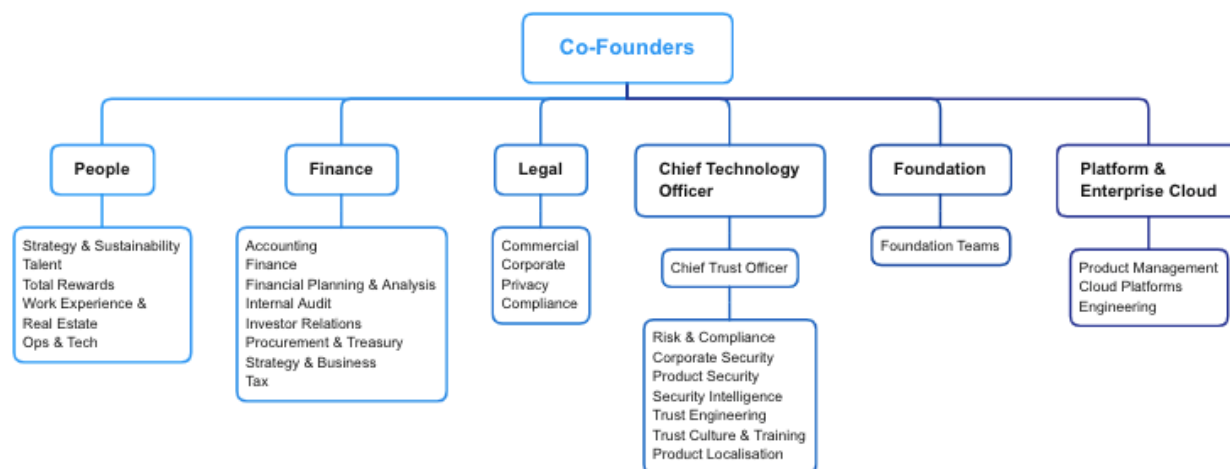 Co-Founders
People
Strategy & Sustainability
Talent
Total Rewards
Work Experience &
Real Estate
Ops & Tech
Finance
Accounting
Finance
Financial Planning & Analysis
Internal Audit
Investor Relations
Procurement & Treasury
Strategy & Business
Tax
Legal
Commercial
Corporate
Privacy
Compliance
Chief Technology
Officer
Chief Trust Officer
Risk & Compliance
Corporate Security
Product Security
Security Intelligence
Trust Engineering
Trust Culture & Training
Product Localisation
Foundation
Foundation Teams
Platform &
Enterprise Cloud
Product Management
Cloud Platforms
Engineering